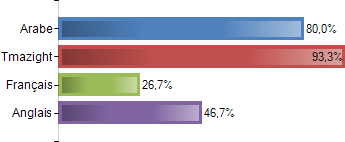 Arabe 80,0%
Tmazight 93,3%
Français 26,7%
Anglais 46,7%